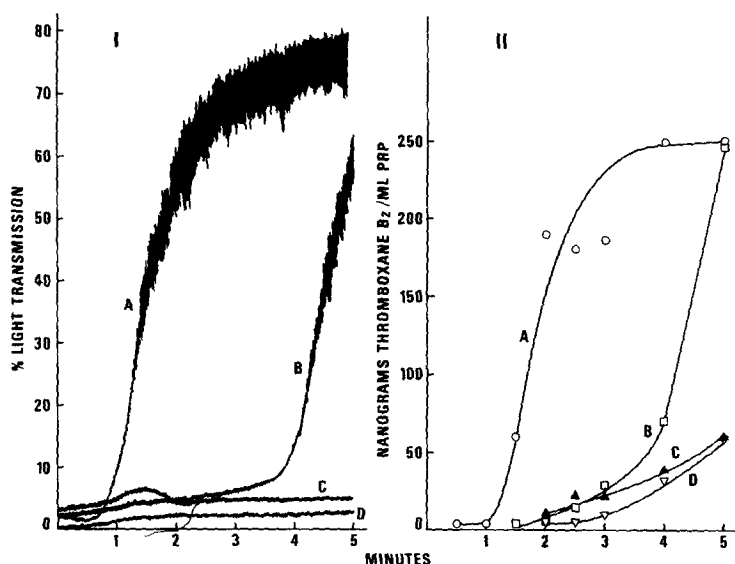 I
% LIGHT TRANSMISSION
80
70
60
50
40
30
20
10
0
A
B
C
D
1
2
3
4
5
II
NANOGRAMS THROMBOXANE B₂/ML PRP
250
200
150
100
50
0
A
B
C
D
1
2
3
4
5
MINUTES